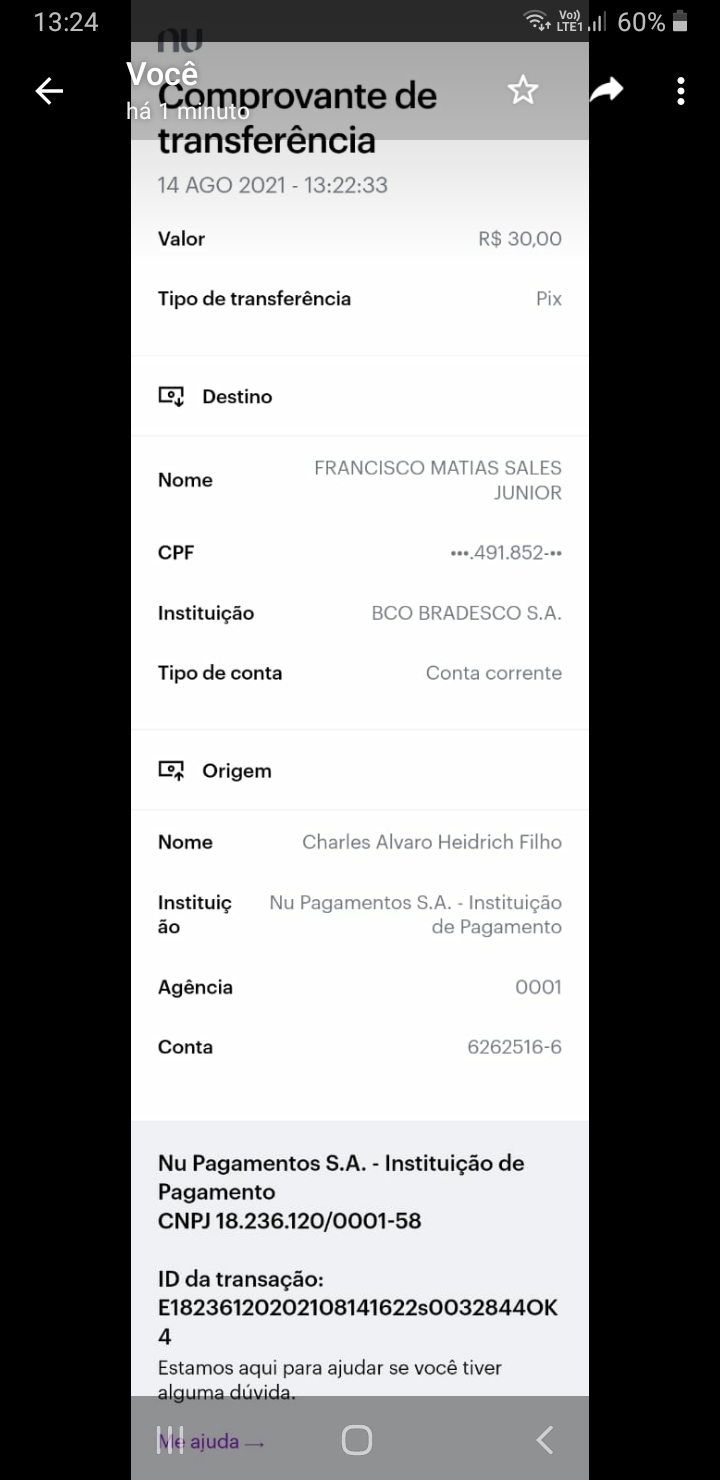 13:24
Vo))
LTE1
60%
nu
Você
há 1 minuto
Comprovante de
transferência
14 AGO 2021 - 13:22:33
Valor R$ 30,00
Tipo de transferência Pix
Destino
Nome FRANCISCO MATIAS SALES
JUNIOR
CPF •••.491.852-••
Instituição BCO BRADESCO S.A.
Tipo de conta Conta corrente
Origem
Nome Charles Alvaro Heidrich Filho
Instituiç
ão
Nu Pagamentos S.A. - Instituição
de Pagamento
Agência 0001
Conta 6262516-6
Nu Pagamentos S.A. - Instituição de
Pagamento
CNPJ 18.236.120/0001-58
ID da transação:
E18236120202108141622s0032844OK
4
Estamos aqui para ajudar se você tiver
alguma dúvida.
Me ajuda →